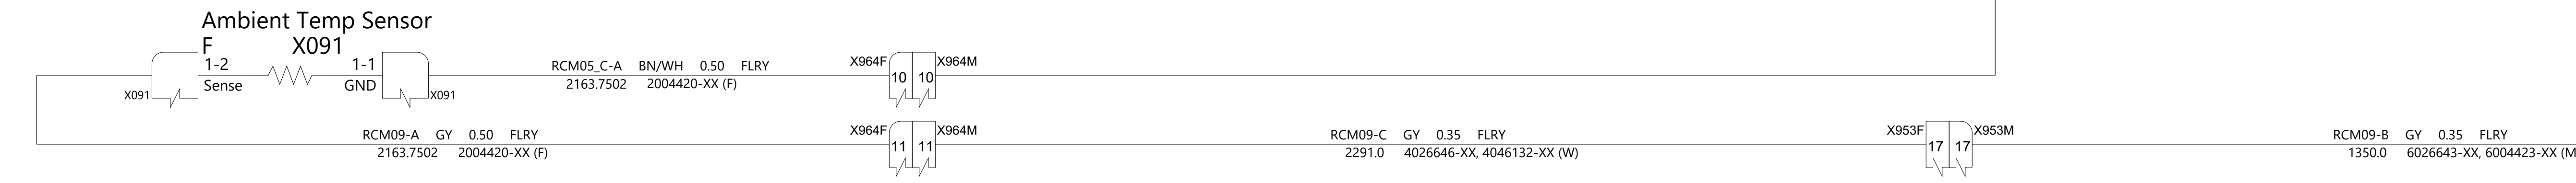 Ambient Temp Sensor
F X091
1-2 1-1
Sense GND
X091 X091
RCM05_C-A BN/WH 0.50 FLRY
2163.7502 2004420-XX (F)
X964F 10 10 X964M
RCM09-A GY 0.50 FLRY
2163.7502 2004420-XX (F)
X964F 11 11 X964M
RCM09-C GY 0.35 FLRY
2291.0 4026646-XX, 4046132-XX (W)
X953F 17 17 X953M
RCM09-B GY 0.35 FLRY
1350.0 6026643-XX, 6004423-XX (M